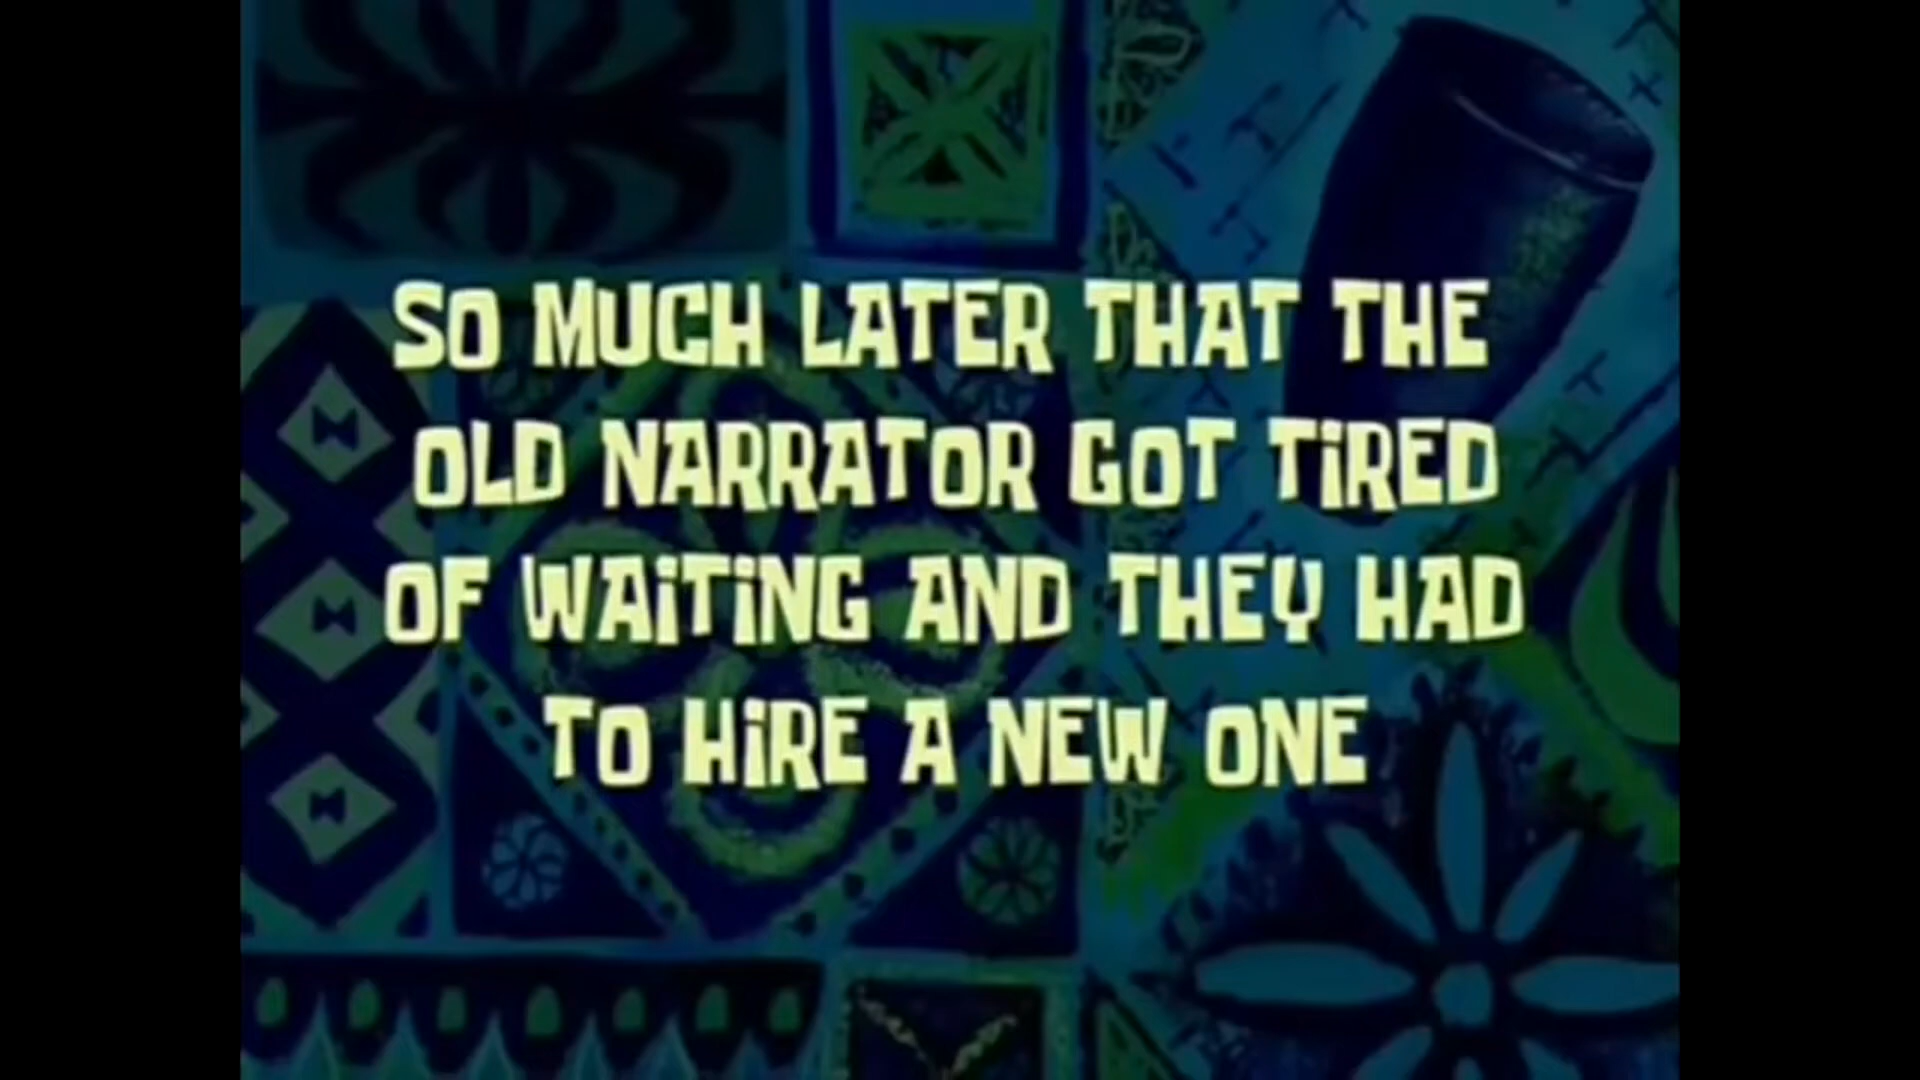 SO MUCH LATER THAT THE
OLD NARRATOR GOT TiRED
OF WAiTiNG AND THEY HAD
TO HiRE A NEW ONE